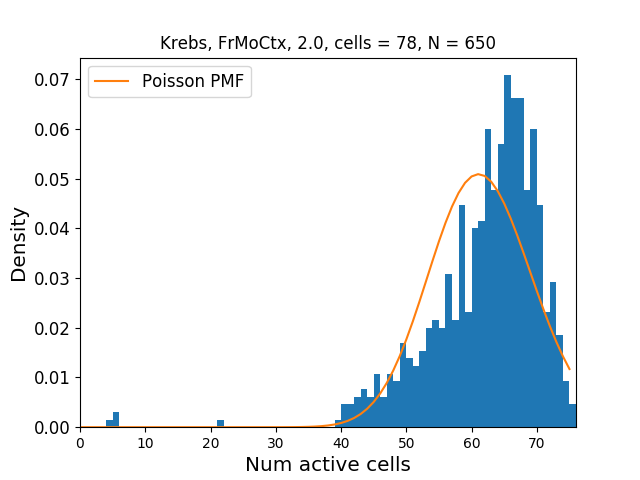 Krebs, FrMoCtx, 2.0, cells = 78, N = 650
Poisson PMF
0.07
0.06
0.05
0.04
0.03
0.02
0.01
0.00
Density
0 10 20 30 40 50 60 70
Num active cells